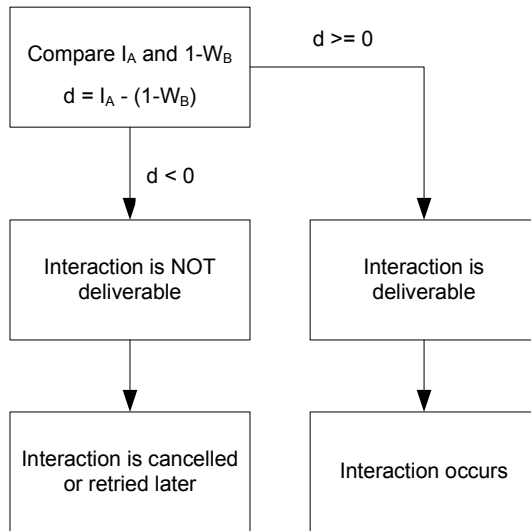 Compare I_A and 1-W_B
d = I_A - (1-W_B)
d >= 0
d < 0
Interaction is NOT
deliverable
Interaction is
deliverable
Interaction is cancelled
or retried later
Interaction occurs